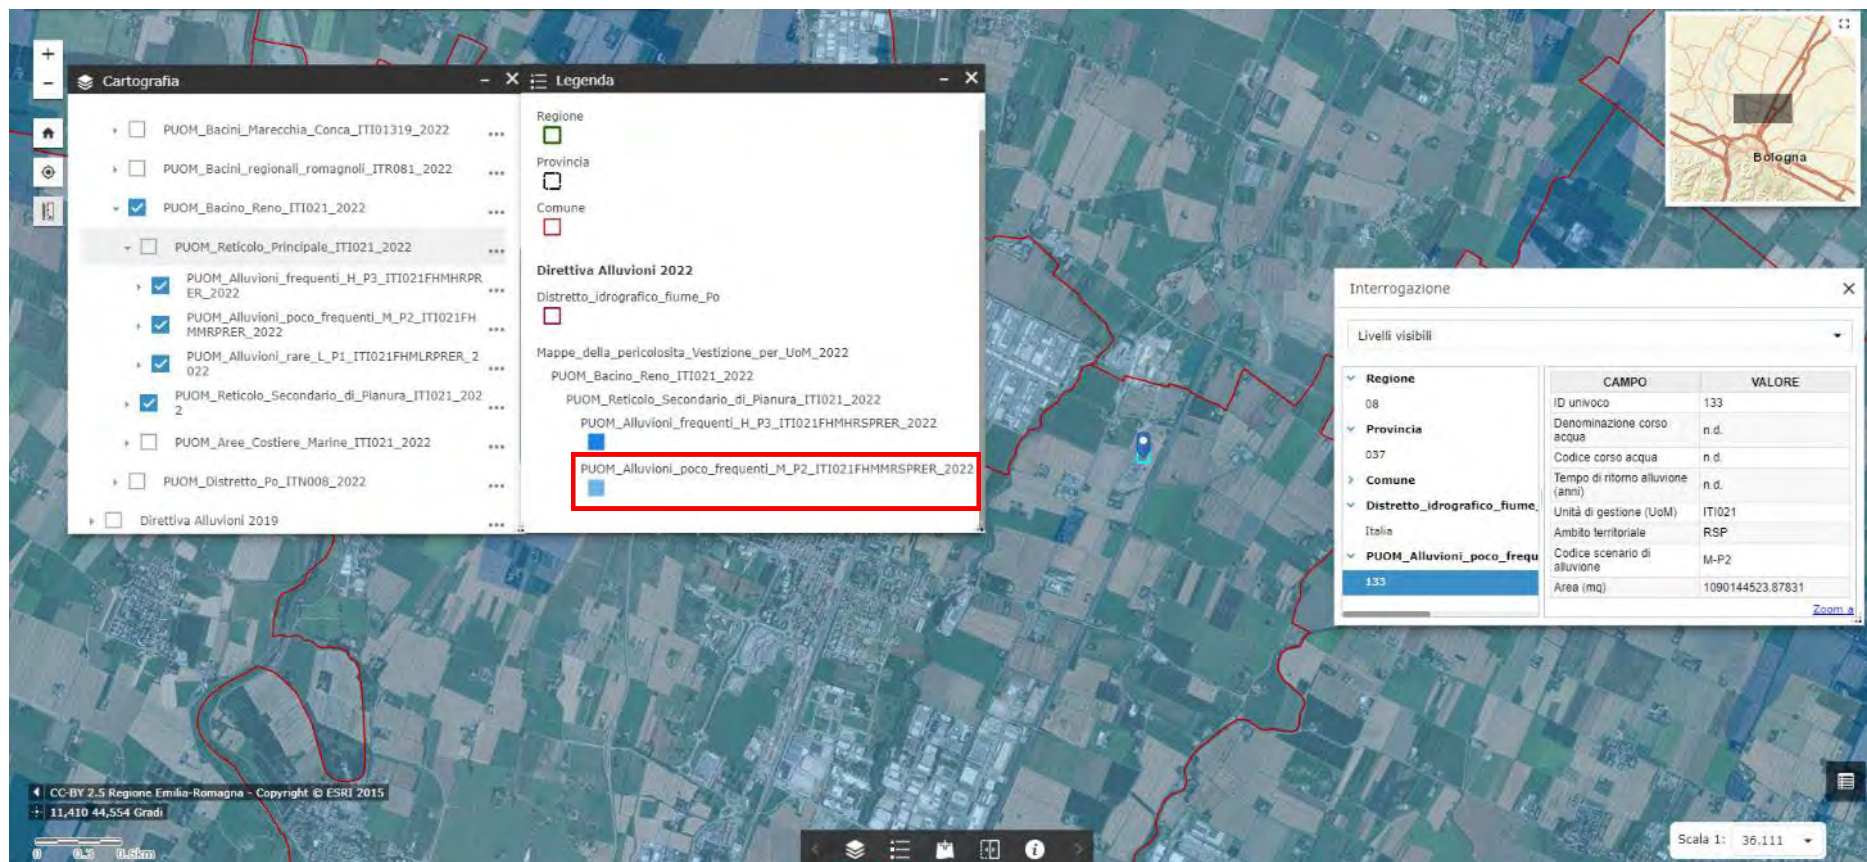 Cartografia
PUOM_Bacini_Marecchia_Conca_ITI01319_2022
PUOM_Bacini_regionali_romagnoli_ITR081_2022
PUOM_Bacino_Reno_ITI021_2022
PUOM_Reticolo_Principale_ITI021_2022
PUOM_Alluvioni_frequenti_H_P3_ITI021FHMHRPR
ER_2022
PUOM_Alluvioni_poco_frequenti_M_P2_ITI021FH
MMRPRER_2022
PUOM_Alluvioni_rare_L_P1_ITI021FHMLRPRER_2
022
PUOM_Reticolo_Secondario_di_Pianura_ITI021_202
2
PUOM_Aree_Costiere_Marine_ITI021_2022
PUOM_Distretto_Po_ITN008_2022
Direttiva Alluvioni 2019
Legenda
Regione
Provincia
Comune
Direttiva Alluvioni 2022
Distretto_idrografico_fiume_Po
Mappe_della_pericolosita_Vestizione_per_UoM_2022
PUOM_Bacino_Reno_ITI021_2022
PUOM_Reticolo_Secondario_di_Pianura_ITI021_2022
PUOM_Alluvioni_frequenti_H_P3_ITI021FHMHRSPRER_2022
PUOM_Alluvioni_poco_frequenti_M_P2_ITI021FHMMRSPRER_2022
Bologna
Interrogazione
Livelli visibili
Regione
08
Provincia
037
Comune
Distretto_idrografico_fiume_
Italia
PUOM_Alluvioni_poco_frequ
133
CAMPO VALORE
ID univoco 133
Denominazione corso
acqua n.d.
Codice corso acqua n.d.
Tempo di ritorno alluvione
(anni) n.d.
Unità di gestione (UoM) ITI021
Ambito territoriale RSP
Codice scenario di
alluvione M-P2
Area (mq) 1090144523.87831
Zoom a
CC-BY 2.5 Regione Emilia-Romagna - Copyright © ESRI 2015
11,410 44,554 Gradi
0 0.3 0.6km
Scala 1: 36.111